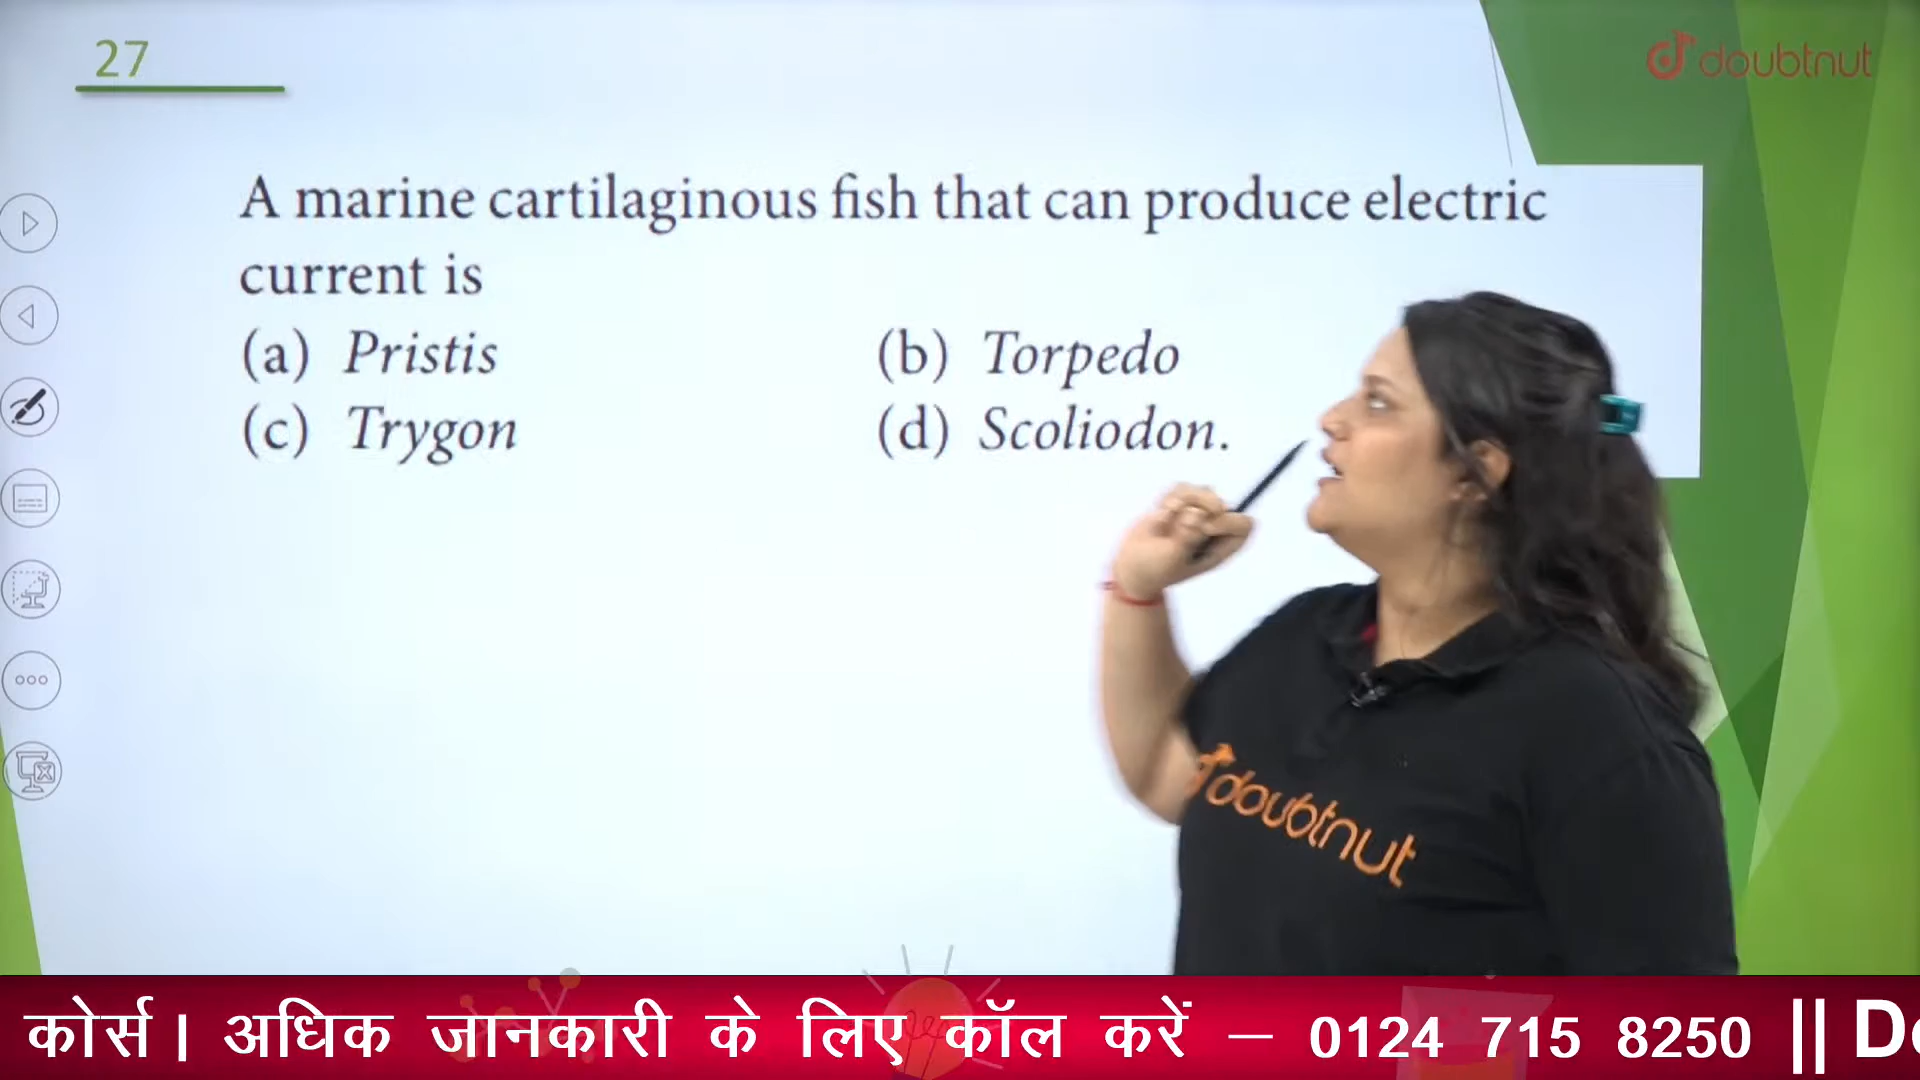 27
doubtnut
A marine cartilaginous fish that can produce electric
current is
(a) Pristis (b) Torpedo
(c) Trygon (d) Scoliodon.
doubtnut
कोर्स। अधिक जानकारी के लिए कॉल करें – 0124 715 8250 || D